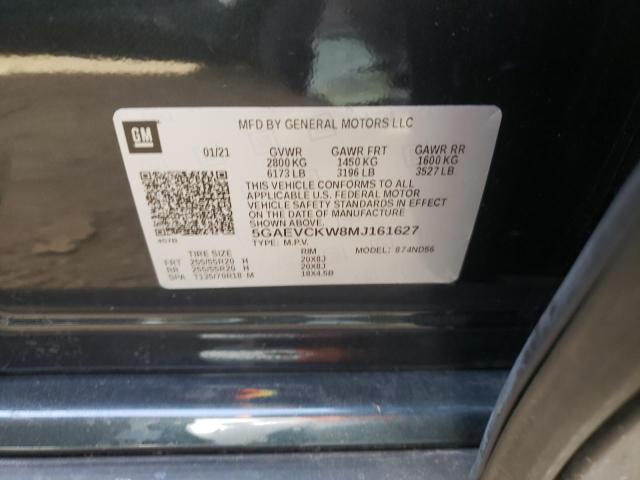 GM
MFD BY GENERAL MOTORS LLC
01/21 GVWR GAWR FRT GAWR RR
2800 KG 1450 KG 1600 KG
6173 LB 3196 LB 3527 LB
THIS VEHICLE CONFORMS TO ALL
APPLICABLE U.S. FEDERAL MOTOR
VEHICLE SAFETY STANDARDS IN EFFECT
ON THE DATE OF MANUFACTURE
SHOWN ABOVE.
5GAEVCKW8MJ161627
TYPE: M.P.V. MODEL: 874ND56
457B
TIRE SIZE RIM
FRT 255/55R20 H 20X8J
RR 255/55R20 H 20X8J
SPA T135/70R18 M 18X4.5B